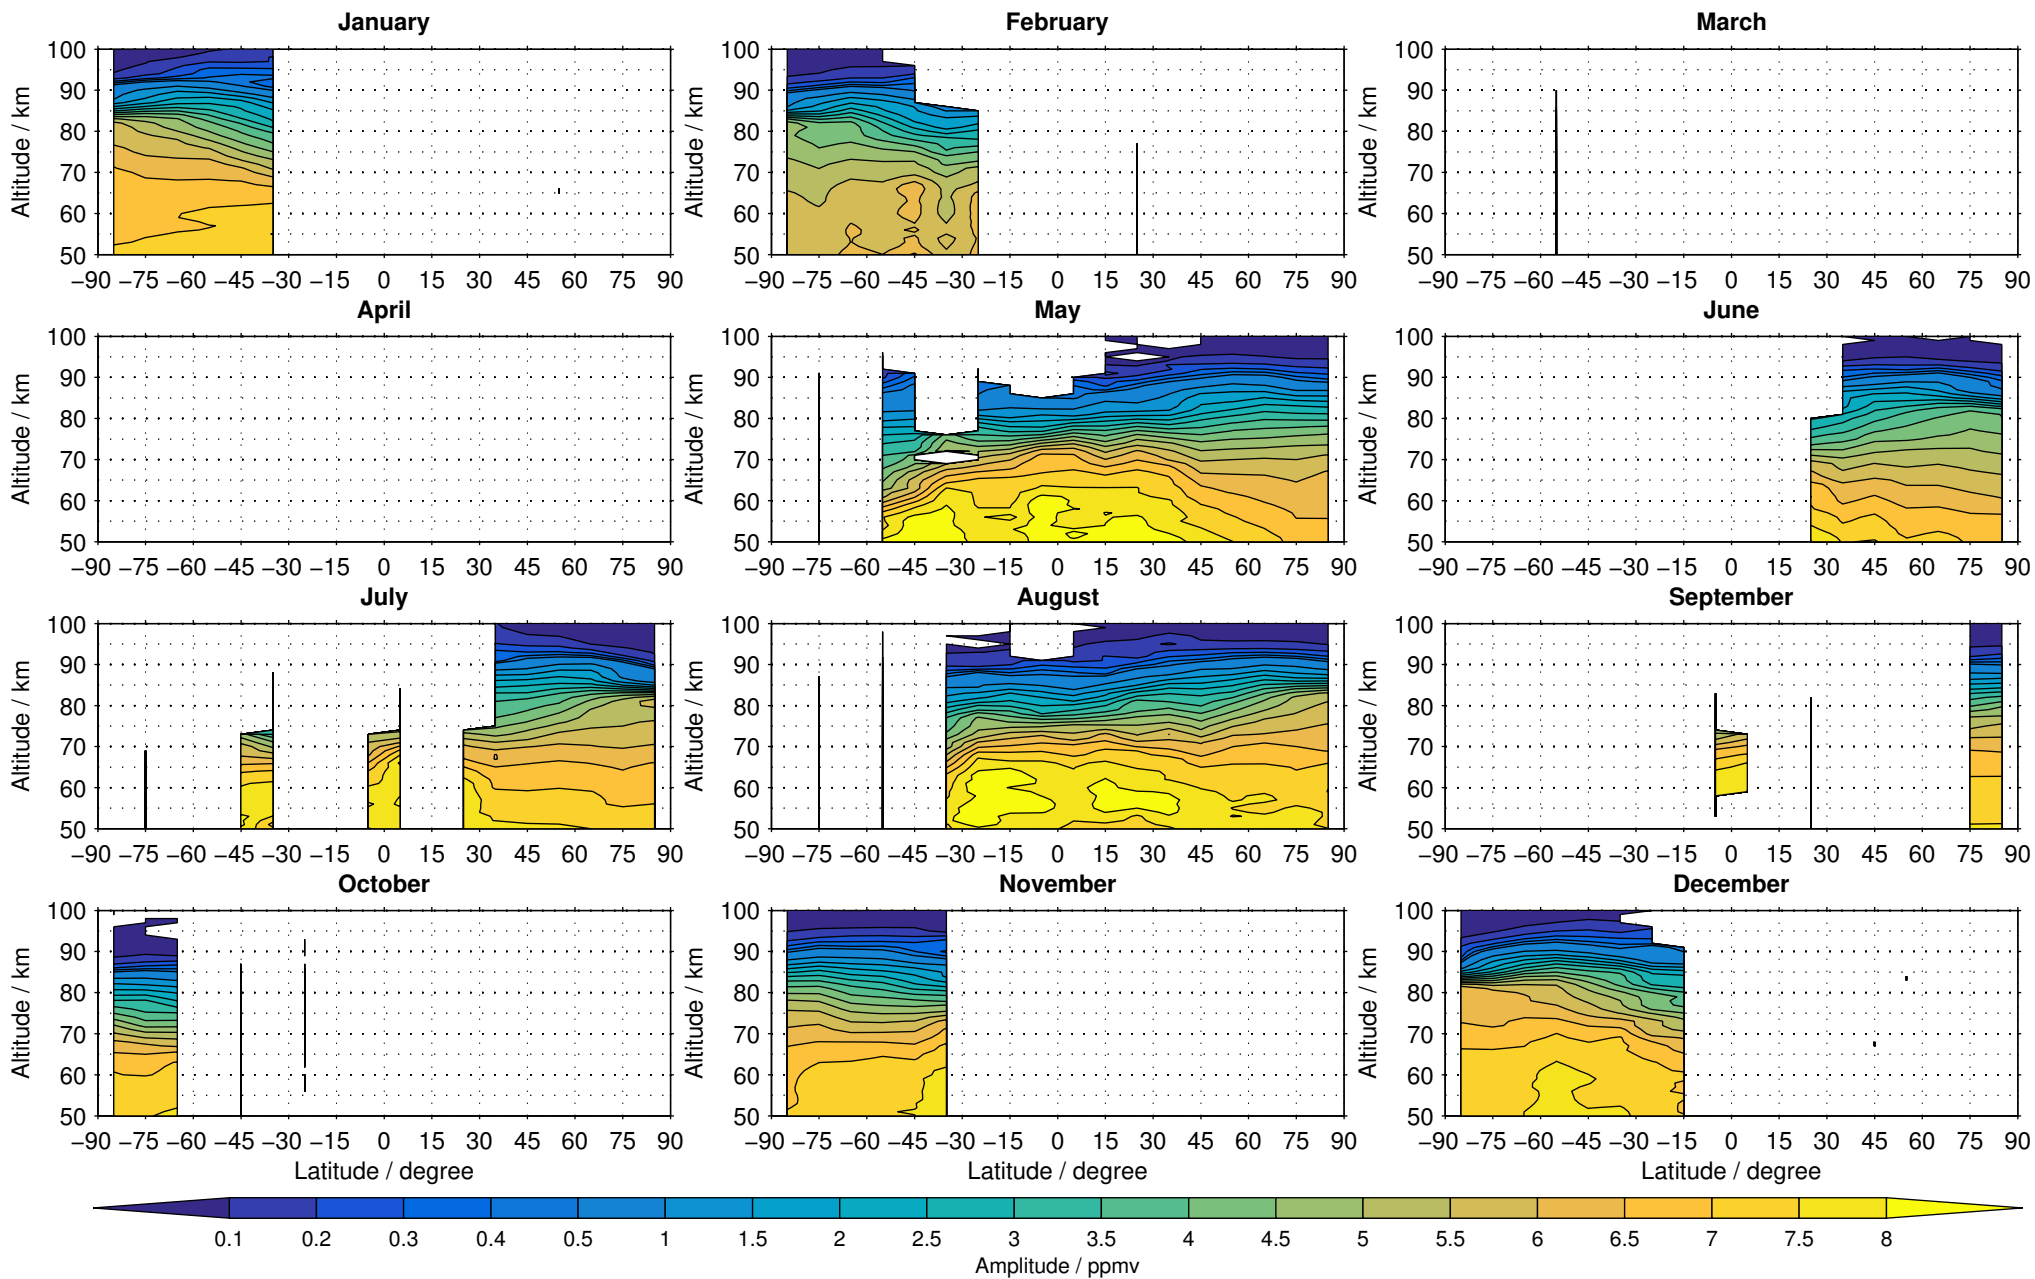 January
February
March
100
90
80
70
60
50
Altitude / km
−90 −75 −60 −45 −30 −15 0 15 30 45 60 75 90
100
90
80
70
60
50
Altitude / km
−90 −75 −60 −45 −30 −15 0 15 30 45 60 75 90
100
90
80
70
60
50
Altitude / km
−90 −75 −60 −45 −30 −15 0 15 30 45 60 75 90
April
May
June
100
90
80
70
60
50
Altitude / km
−90 −75 −60 −45 −30 −15 0 15 30 45 60 75 90
100
90
80
70
60
50
Altitude / km
−90 −75 −60 −45 −30 −15 0 15 30 45 60 75 90
100
90
80
70
60
50
Altitude / km
−90 −75 −60 −45 −30 −15 0 15 30 45 60 75 90
July
August
September
100
90
80
70
60
50
Altitude / km
−90 −75 −60 −45 −30 −15 0 15 30 45 60 75 90
100
90
80
70
60
50
Altitude / km
−90 −75 −60 −45 −30 −15 0 15 30 45 60 75 90
100
90
80
70
60
50
Altitude / km
−90 −75 −60 −45 −30 −15 0 15 30 45 60 75 90
October
November
December
100
90
80
70
60
50
Altitude / km
−90 −75 −60 −45 −30 −15 0 15 30 45 60 75 90
Latitude / degree
100
90
80
70
60
50
Altitude / km
−90 −75 −60 −45 −30 −15 0 15 30 45 60 75 90
Latitude / degree
100
90
80
70
60
50
Altitude / km
−90 −75 −60 −45 −30 −15 0 15 30 45 60 75 90
Latitude / degree
0.1 0.2 0.3 0.4 0.5 1 1.5 2 2.5 3 3.5 4 4.5 5 5.5 6 6.5 7 7.5 8
Amplitude / ppmv